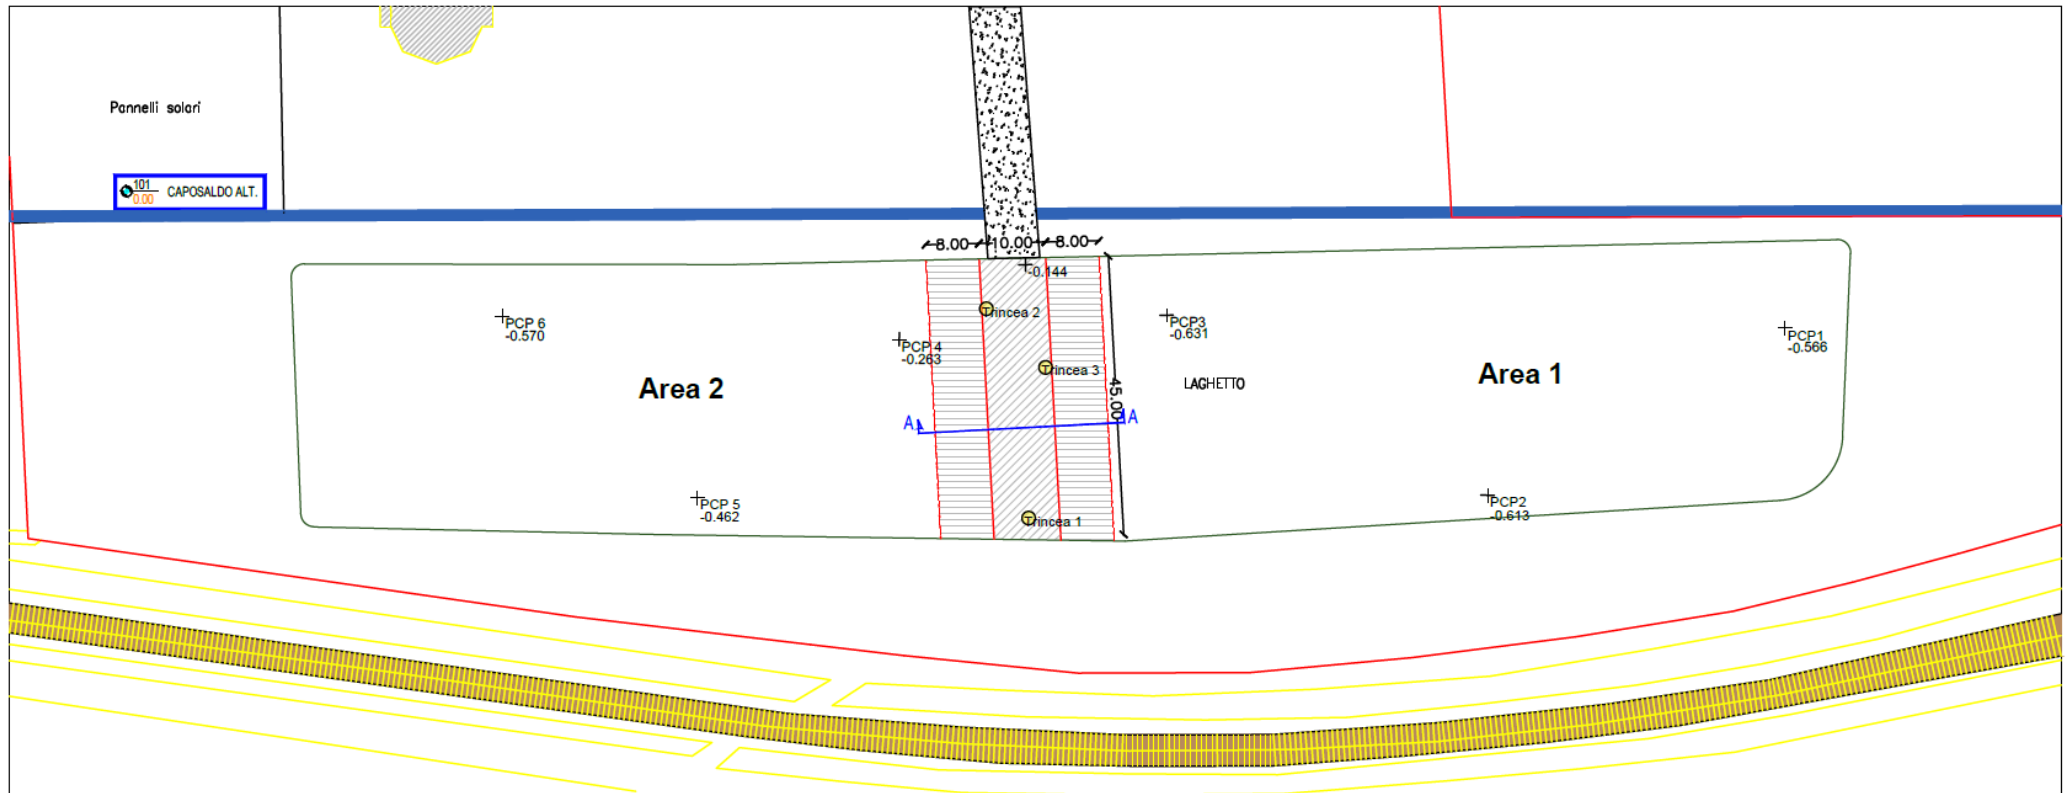 Pannelli solari
101
0.00
CAPOSALDO ALT.
8.00
10.00
8.00
-0.144
Trincea 2
PCP 6
-0.570
PCP 4
-0.263
PCP3
-0.631
PCP1
-0.566
Trincea 3
Area 2
LAGHETTO
Area 1
45.00
A
A
PCP 5
-0.462
Trincea 1
PCP2
-0.613